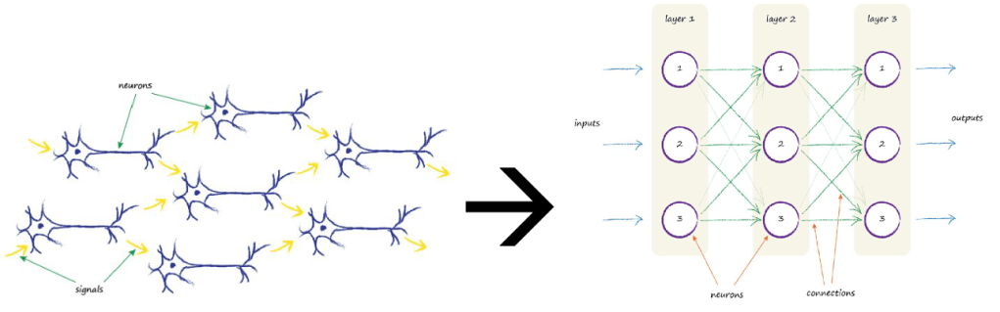 neurons
signals
layer 1
layer 2
layer 3
1
1
1
inputs
outputs
2
2
2
3
3
3
neurons
connections